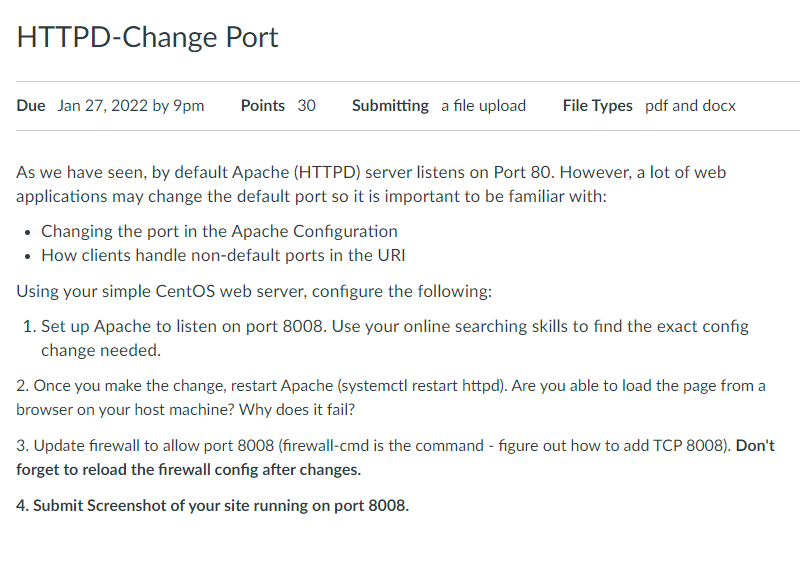 HTTPD-Change Port
Due Jan 27, 2022 by 9pm Points 30 Submitting a file upload File Types pdf and docx
As we have seen, by default Apache (HTTPD) server listens on Port 80. However, a lot of web
applications may change the default port so it is important to be familiar with:
• Changing the port in the Apache Configuration
• How clients handle non-default ports in the URI
Using your simple CentOS web server, configure the following:
1. Set up Apache to listen on port 8008. Use your online searching skills to find the exact config
change needed.
2. Once you make the change, restart Apache (systemctl restart httpd). Are you able to load the page from a
browser on your host machine? Why does it fail?
3. Update firewall to allow port 8008 (firewall-cmd is the command - figure out how to add TCP 8008). Don't
forget to reload the firewall config after changes.
4. Submit Screenshot of your site running on port 8008.